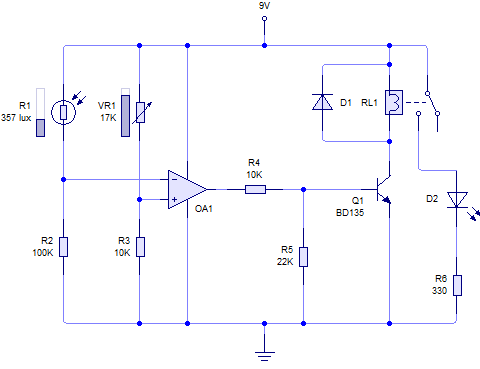 9V
R1
357 lux
VR1
17K
D1
RL1
−
+
OA1
R4
10K
Q1
BD135
D2
R2
100K
R3
10K
R5
22K
R6
330